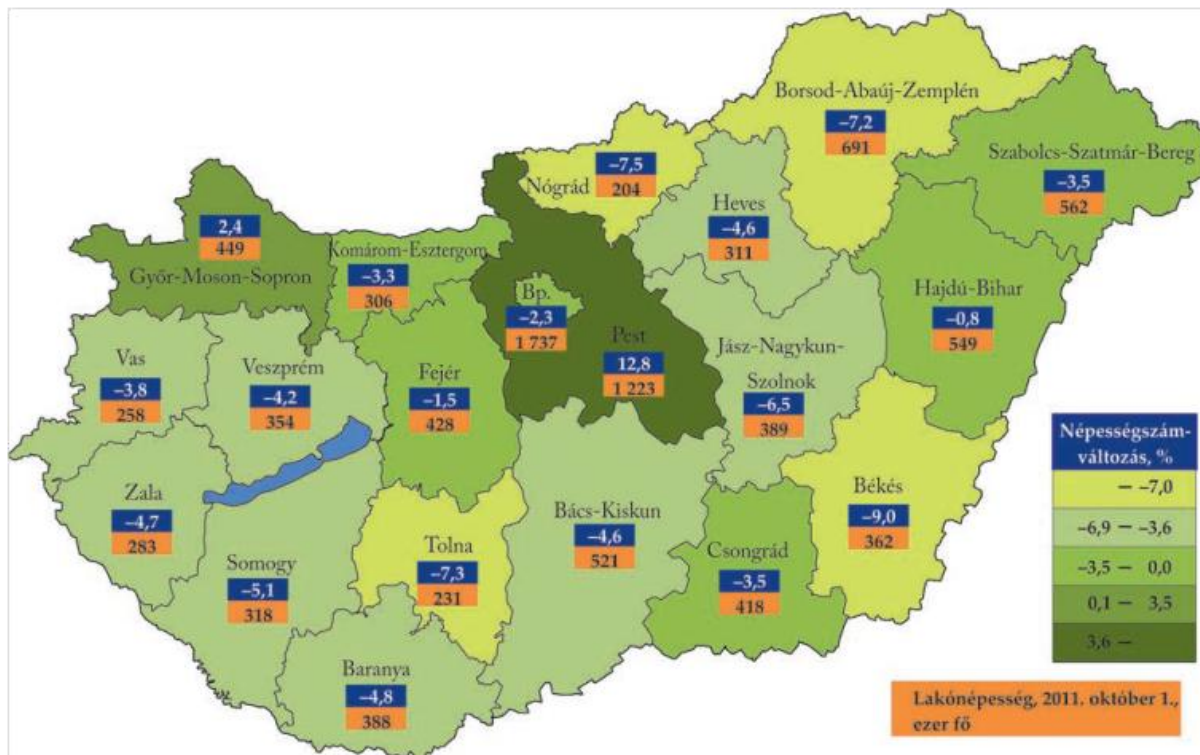 Borsod-Abaúj-Zemplén
–7,2
691
Szabolcs-Szatmár-Bereg
–3,5
562
Nógrád
–7,5
204
Heves
–4,6
311
2,4
449
Győr-Moson-Sopron
Komárom-Esztergom
–3,3
306
Bp.
–2,3
1 737
Pest
12,8
1 223
Hajdú-Bihar
–0,8
549
Jász-Nagykun-
Szolnok
–6,5
389
Vas
–3,8
258
Veszprém
–4,2
354
Fejér
–1,5
428
Zala
–4,7
283
Somogy
–5,1
318
Tolna
–7,3
231
Bács-Kiskun
–4,6
521
Csongrád
–3,5
418
Békés
–9,0
362
Baranya
–4,8
388
Népességszám-
változás, %
– –7,0
–6,9 – –3,6
–3,5 – 0,0
0,1 – 3,5
3,6 –
Lakónépesség, 2011. október 1.,
ezer fő